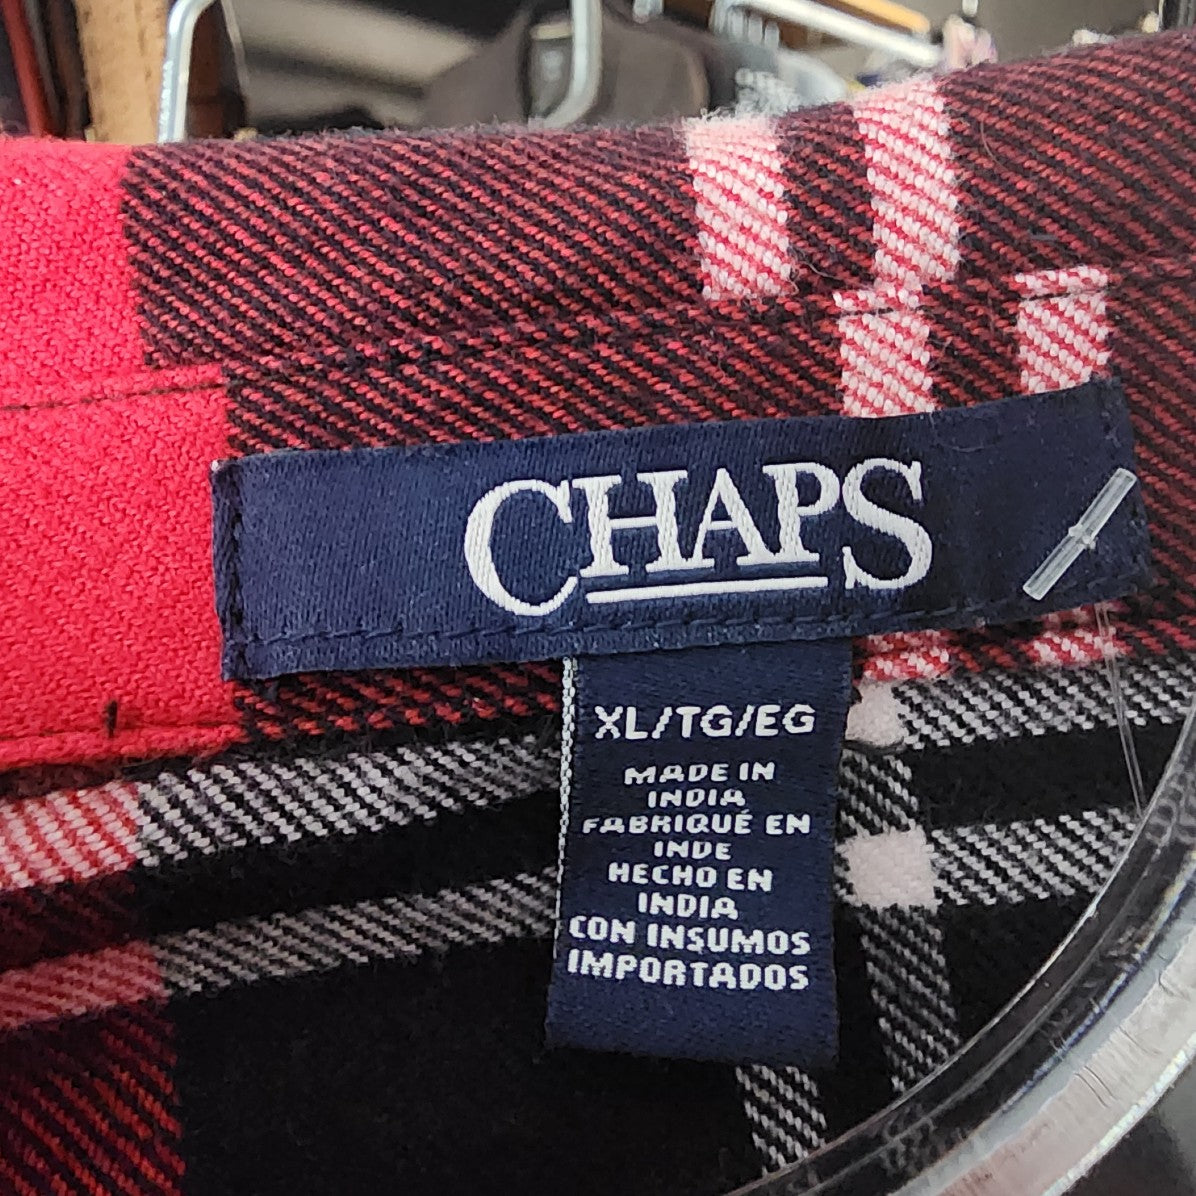 CHAPS
XL/TG/EG
MADE IN
INDIA
FABRIQUÉ EN
INDE
HECHO EN
INDIA
CON INSUMOS
IMPORTADOS